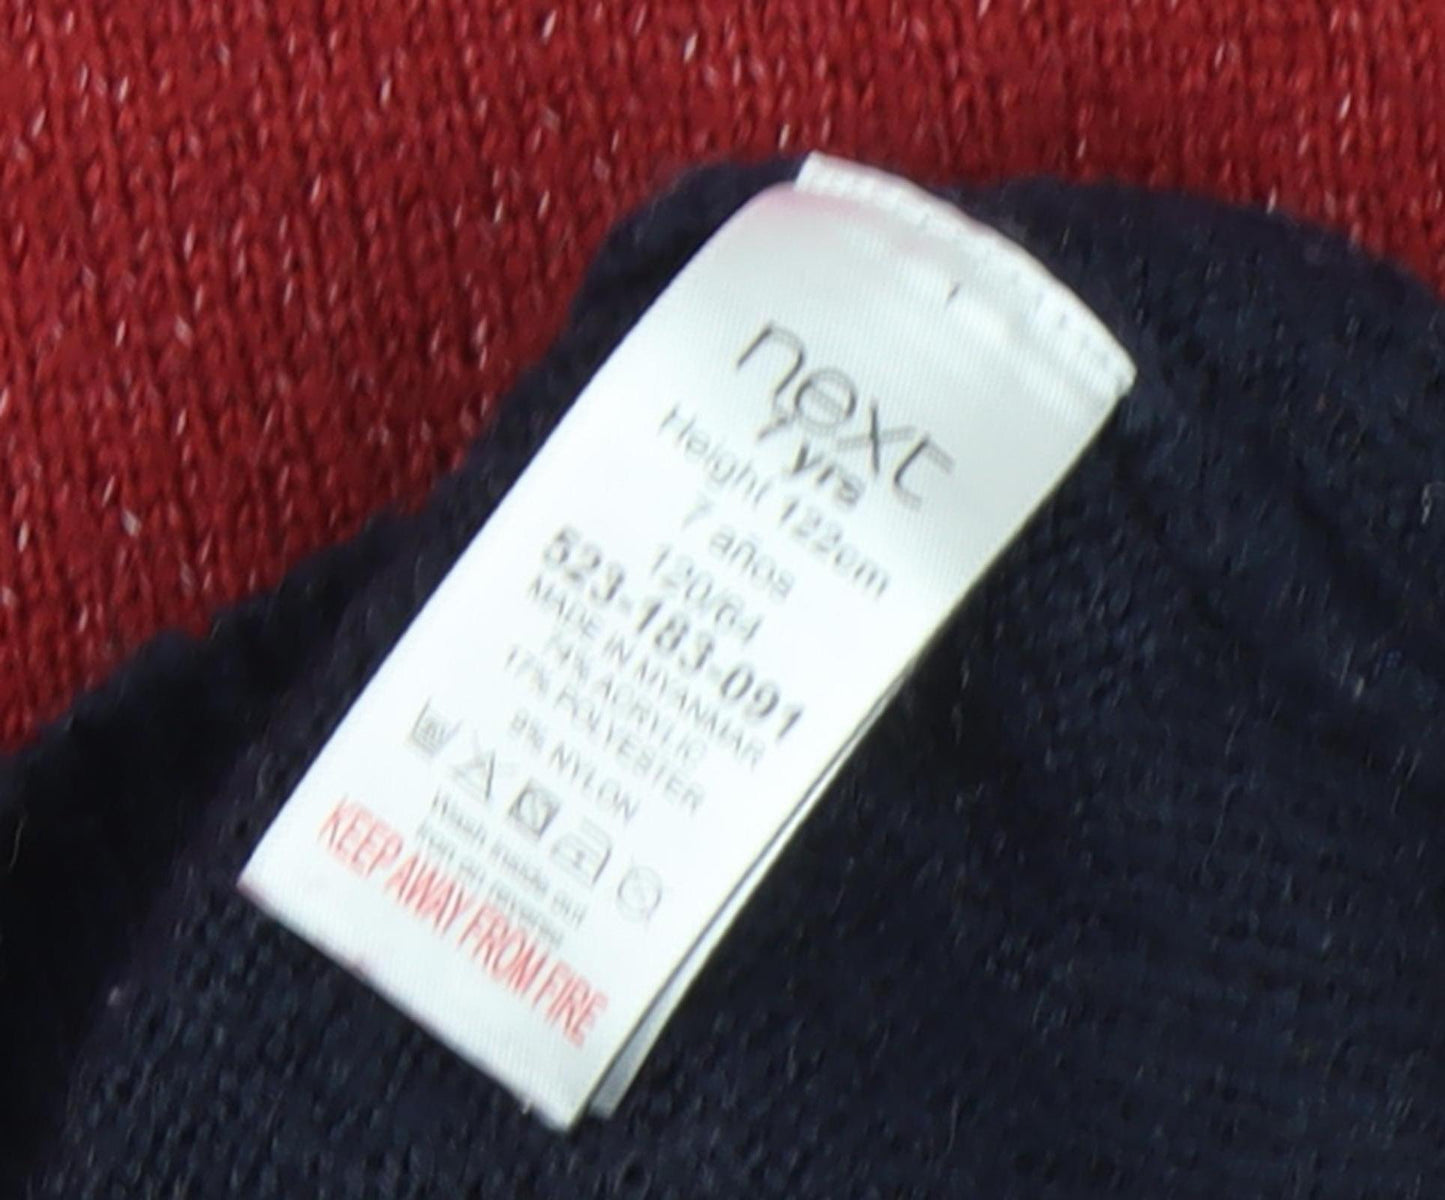 next
7 yrs
Height 122cm
7 años
120/64
523-183-091
MADE IN MYANMAR
74% ACRYLIC
17% POLYESTER
9% NYLON
Wash inside out
Iron on reverse
KEEP AWAY FROM FIRE